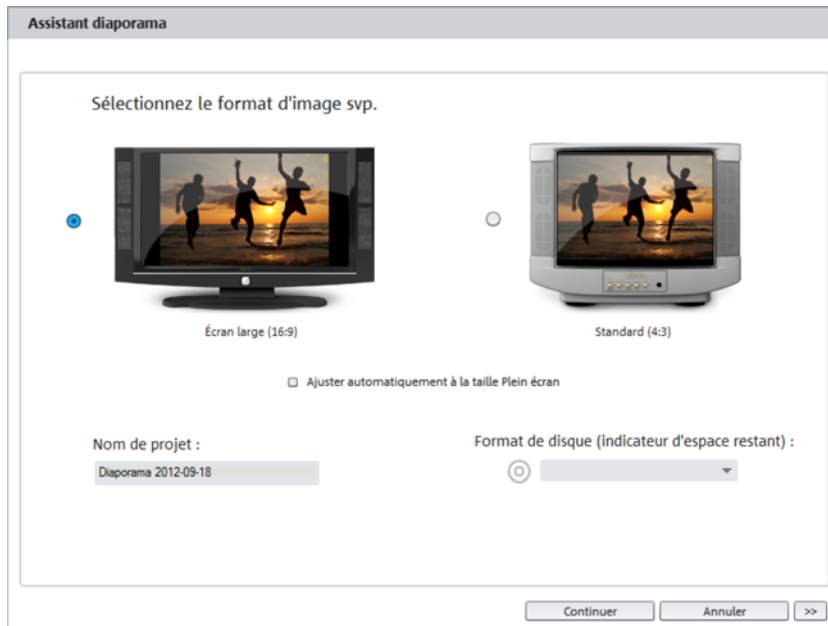 Assistant diaporama
Sélectionnez le format d'image svp.
Écran large (16:9)
Standard (4:3)
Ajuster automatiquement à la taille Plein écran
Nom de projet :
Format de disque (indicateur d'espace restant) :
Diaporama 2012-09-18
Continuer
Annuler
>>